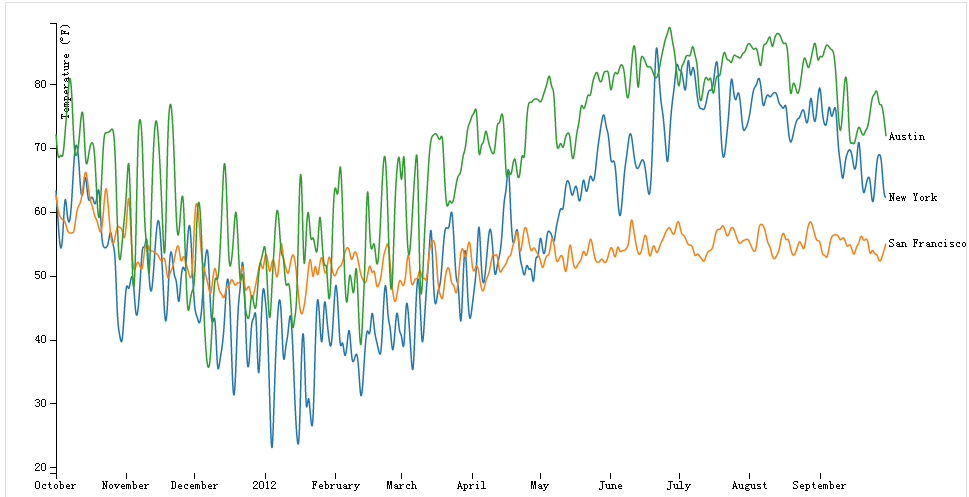 Temperature (°F)
80
70
60
50
40
30
20
Austin
New York
San Francisco
October November December 2012 February March April May June July August September